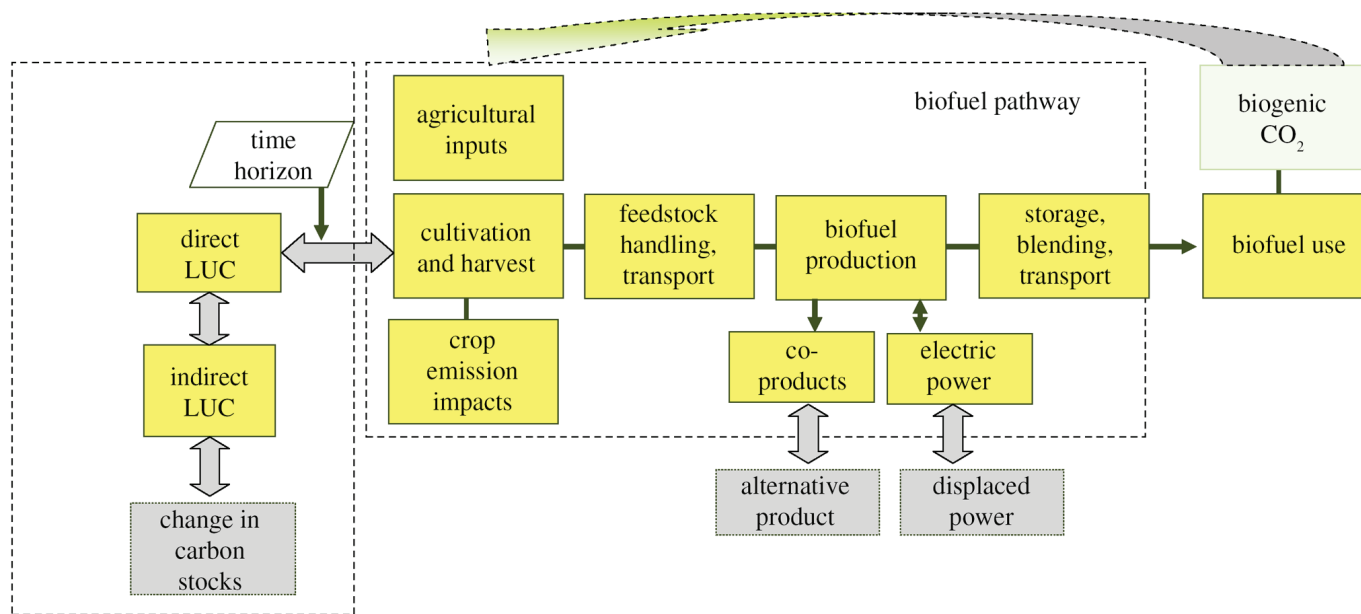 biofuel pathway
agricultural
inputs
biogenic
CO₂
time
horizon
direct
LUC
cultivation
and harvest
feedstock
handling,
transport
biofuel
production
storage,
blending,
transport
biofuel use
indirect
LUC
crop
emission
impacts
co-
products
electric
power
change in
carbon
stocks
alternative
product
displaced
power